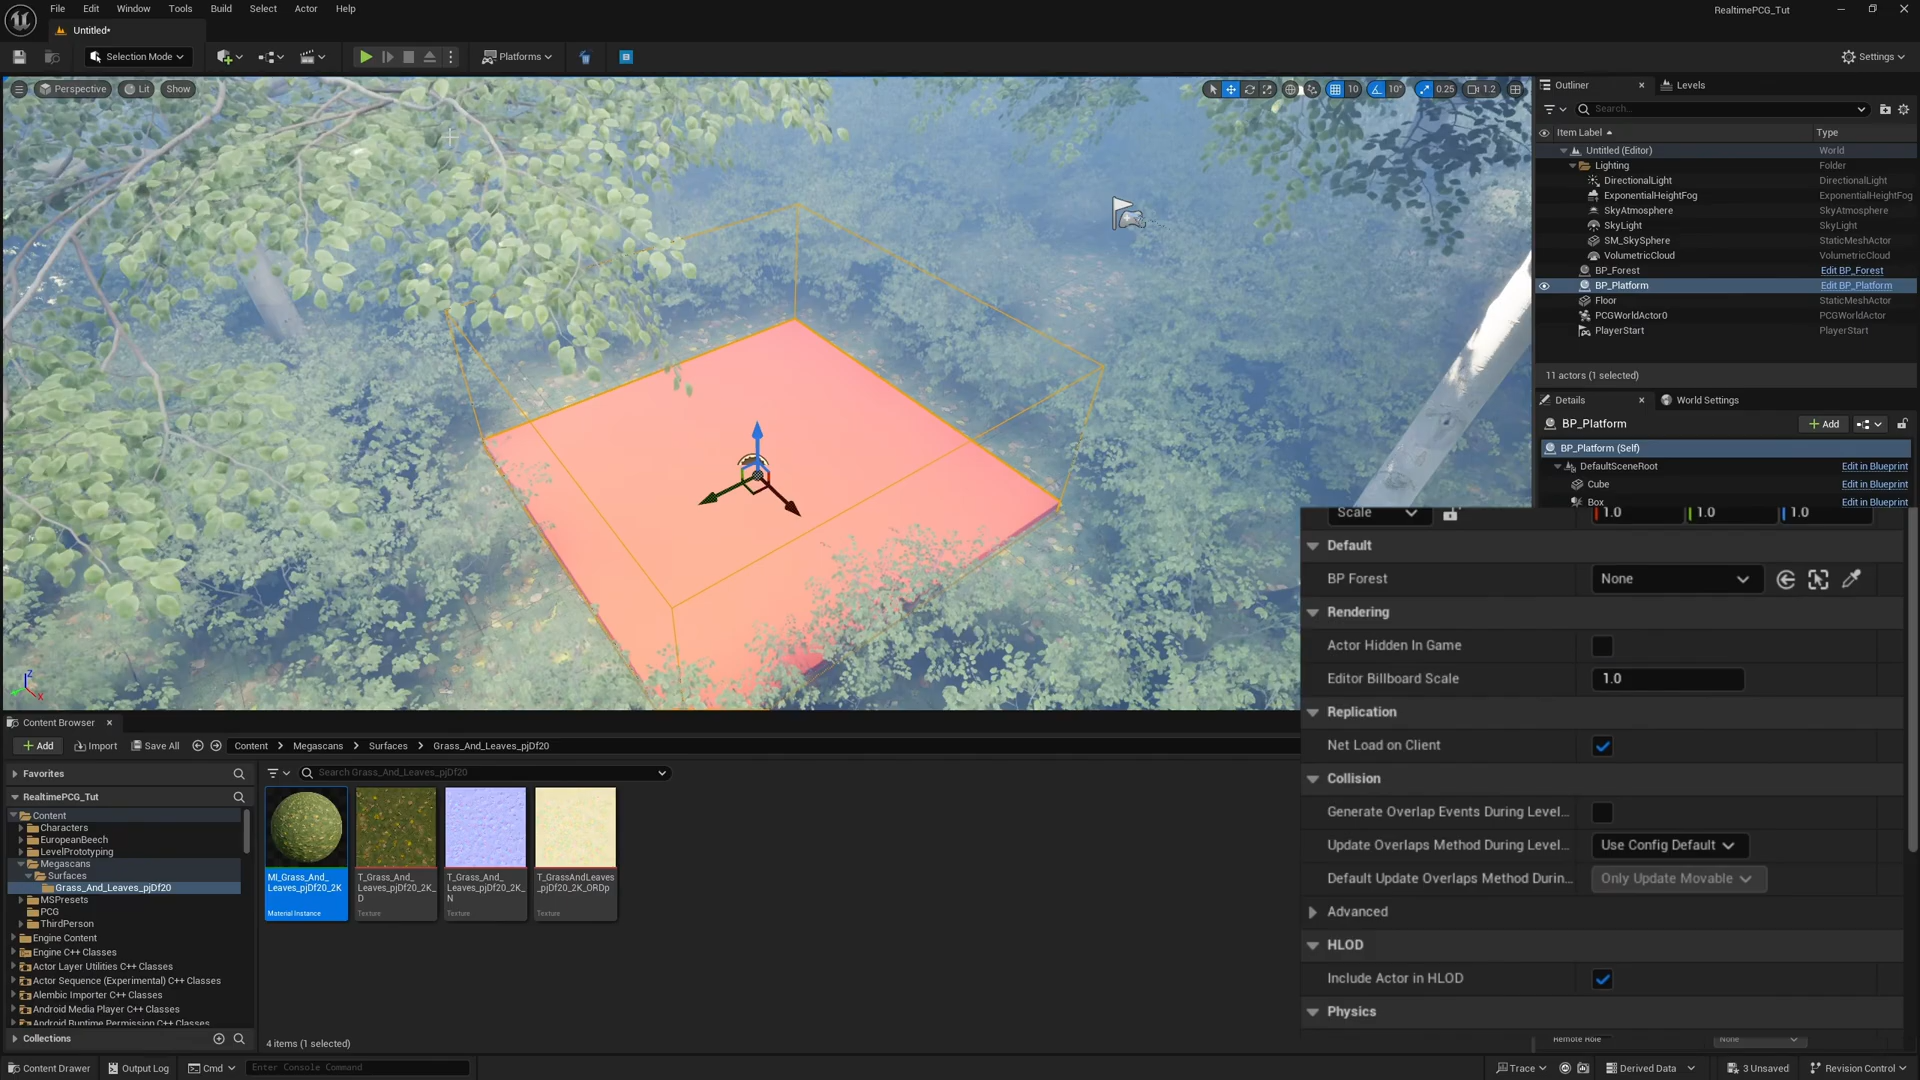 File Edit Window Tools Build Select Actor Help
RealtimePCG_Tut
Untitled•
Selection Mode
Platforms
Settings
Perspective
Lit
Show
10
10°
0.25
1.2
Outliner
Levels
Search...
Item Label
Type
Untitled (Editor) World
Lighting Folder
DirectionalLight DirectionalLight
ExponentialHeightFog ExponentialHeightFog
SkyAtmosphere SkyAtmosphere
SkyLight SkyLight
SM_SkySphere StaticMeshActor
VolumetricCloud VolumetricCloud
BP_Forest Edit BP_Forest
BP_Platform Edit BP_Platform
Floor StaticMeshActor
PCGWorldActor0 PCGWorldActor
PlayerStart PlayerStart
11 actors (1 selected)
Details
World Settings
BP_Platform
Add
BP_Platform (Self)
DefaultSceneRoot Edit in Blueprint
Cube Edit in Blueprint
Box Edit in Blueprint
Scale 1.0 1.0 1.0
Default
BP Forest None
Rendering
Actor Hidden In Game
Editor Billboard Scale 1.0
Replication
Net Load on Client
Collision
Generate Overlap Events During Level...
Update Overlaps Method During Level... Use Config Default
Default Update Overlaps Method Durin... Only Update Movable
Advanced
HLOD
Include Actor in HLOD
Physics
Remote Role None
Z
X
Content Browser
Add
Import
Save All
Content > Megascans > Surfaces > Grass_And_Leaves_pjDf20
Favorites
RealtimePCG_Tut
Content
Characters
EuropeanBeech
LevelPrototyping
Megascans
Surfaces
Grass_And_Leaves_pjDf20
MSPresets
PCG
ThirdPerson
Engine Content
Engine C++ Classes
Actor Layer Utilities C++ Classes
Actor Sequence (Experimental) C++ Classes
Alembic Importer C++ Classes
Android Media Player C++ Classes
Android Runtime Permission C++ Classes
Collections
Search Grass_And_Leaves_pjDf20
MI_Grass_And_
Leaves_pjDf20_2K
Material Instance
T_Grass_And_
Leaves_pjDf20_2K_
D
Texture
T_Grass_And_
Leaves_pjDf20_2K_
N
Texture
T_GrassAndLeaves
_pjDf20_2K_ORDp
Texture
4 items (1 selected)
Content Drawer
Output Log
Cmd
Enter Console Command
Trace
Derived Data
3 Unsaved
Revision Control